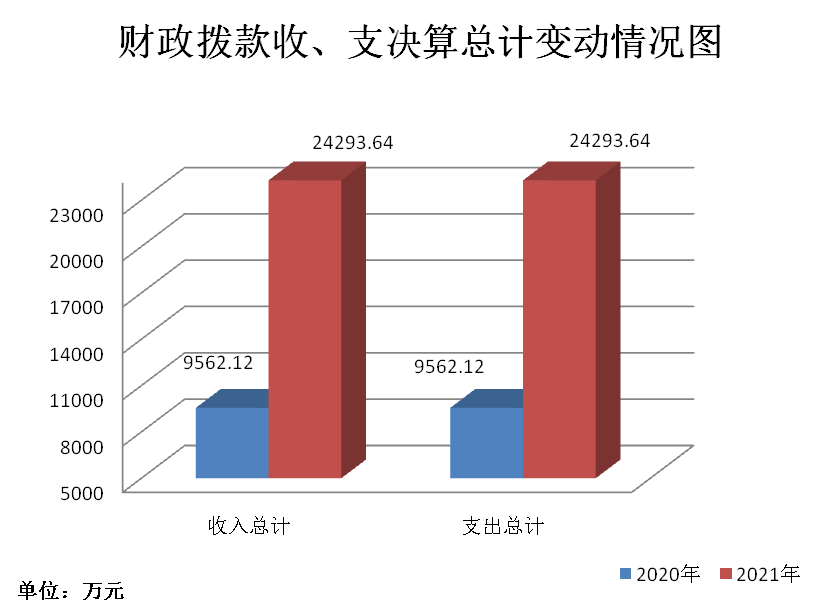 财政拨款收、支决算总计变动情况图
24293.64
24293.64
23000
20000
17000
14000
9562.12
9562.12
11000
8000
5000
收入总计
支出总计
2020年
2021年
单位：万元